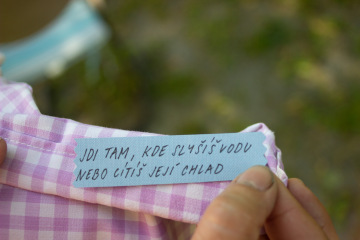 JDI TAM, KDE SLYŠÍŠ VODU
NEBO CÍTÍŠ JEJÍ CHLAD